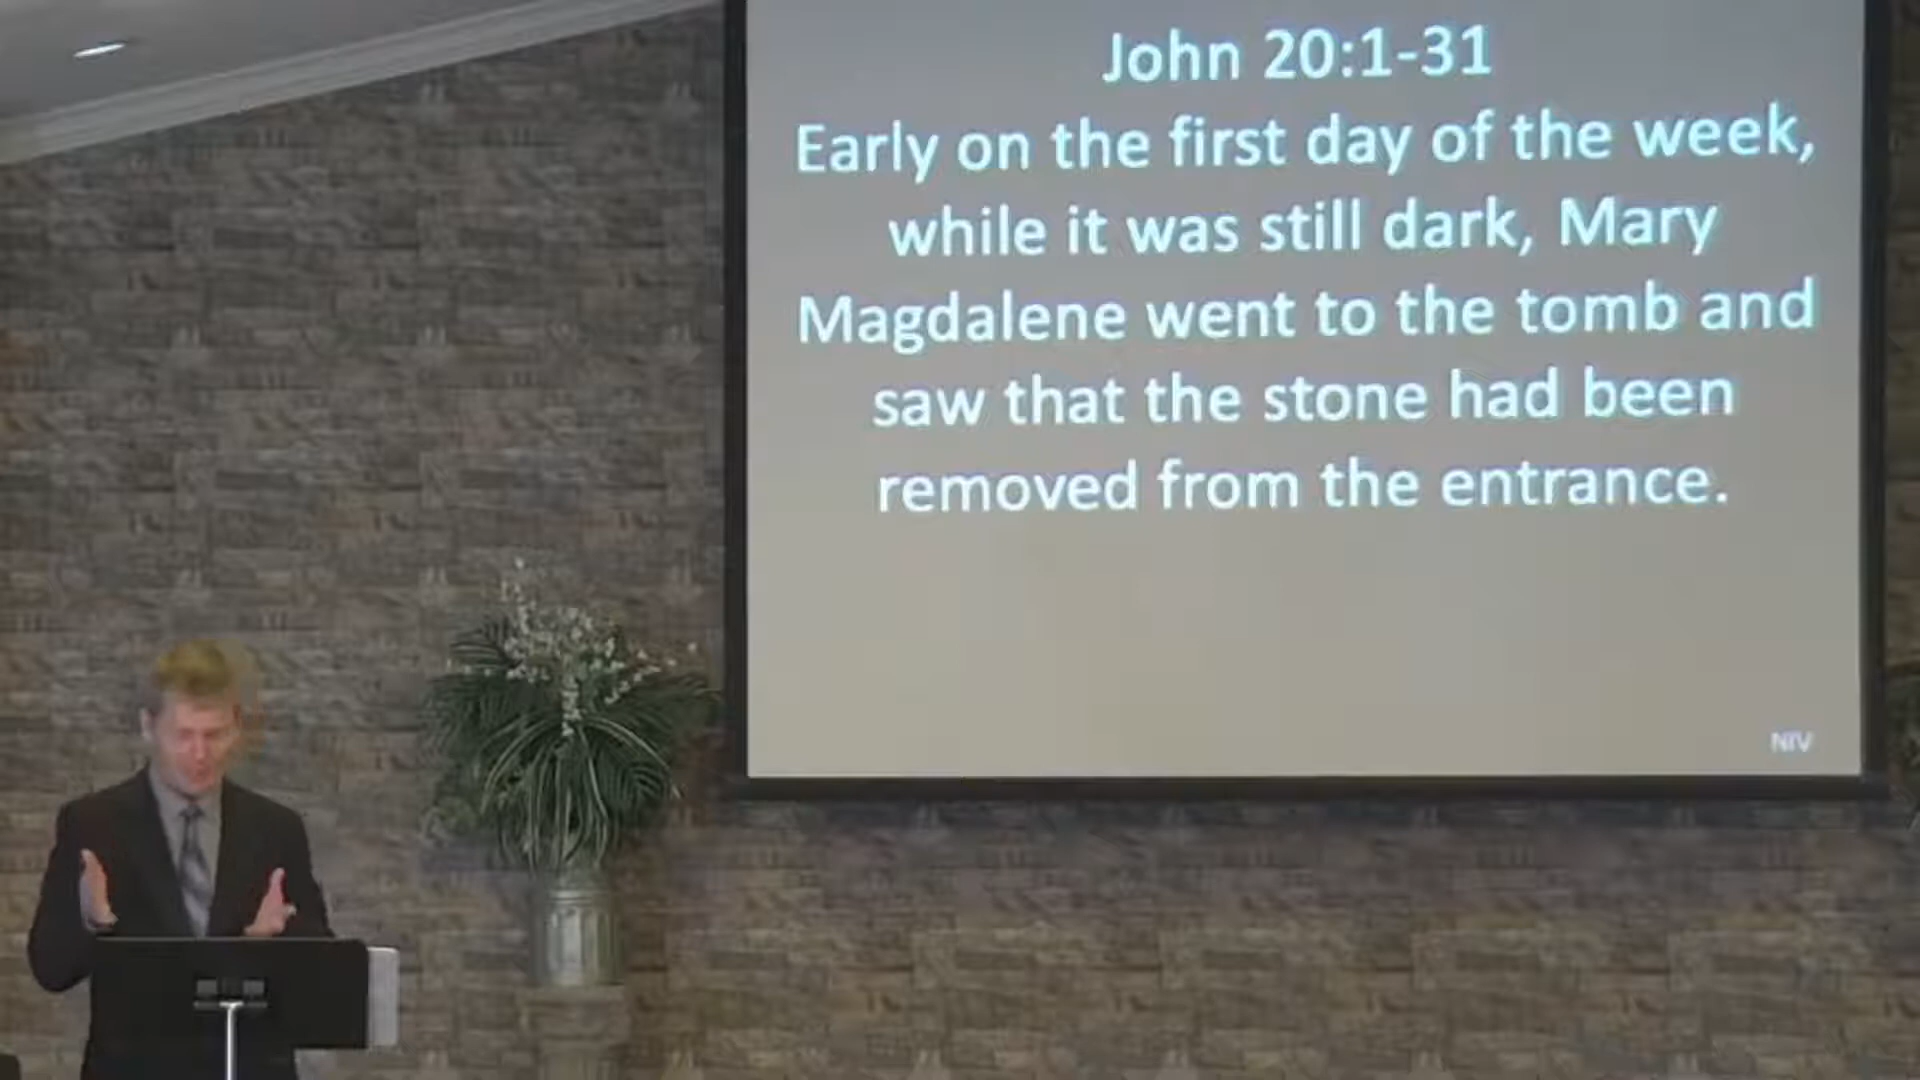 John 20:1-31
Early on the first day of the week,
while it was still dark, Mary
Magdalene went to the tomb and
saw that the stone had been
removed from the entrance.
NIV